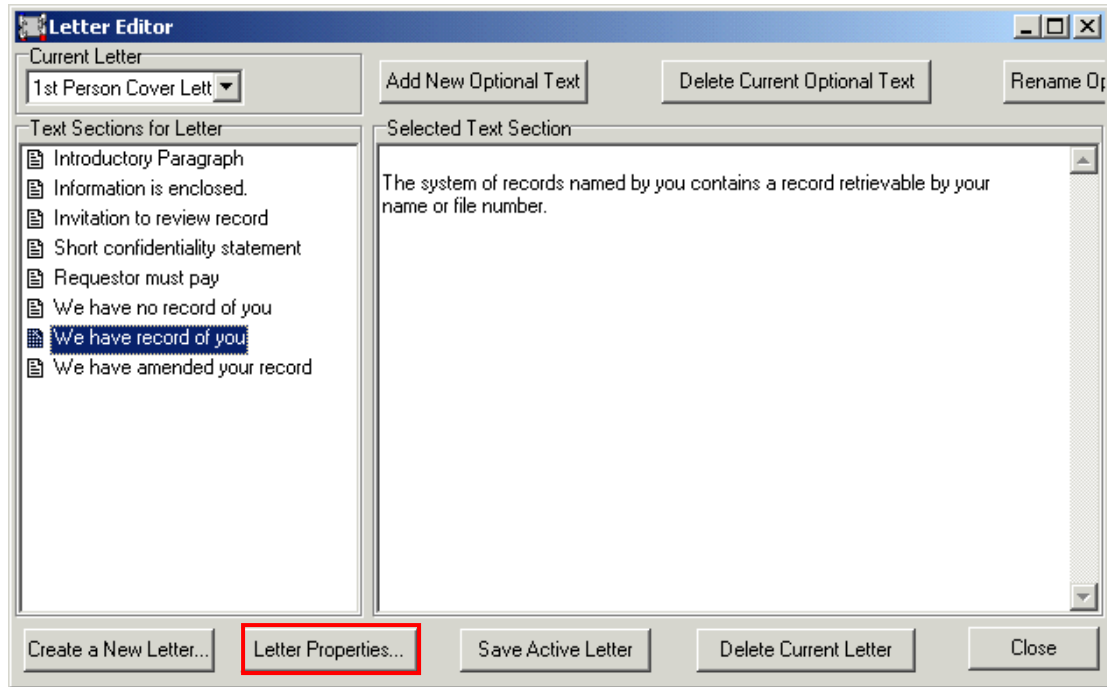 Letter Editor
Current Letter
1st Person Cover Lett
Add New Optional Text
Delete Current Optional Text
Rename Op
Text Sections for Letter
Introductory Paragraph
Information is enclosed.
Invitation to review record
Short confidentiality statement
Requestor must pay
We have no record of you
We have record of you
We have amended your record
Selected Text Section
The system of records named by you contains a record retrievable by your
name or file number.
Create a New Letter...
Letter Properties...
Save Active Letter
Delete Current Letter
Close